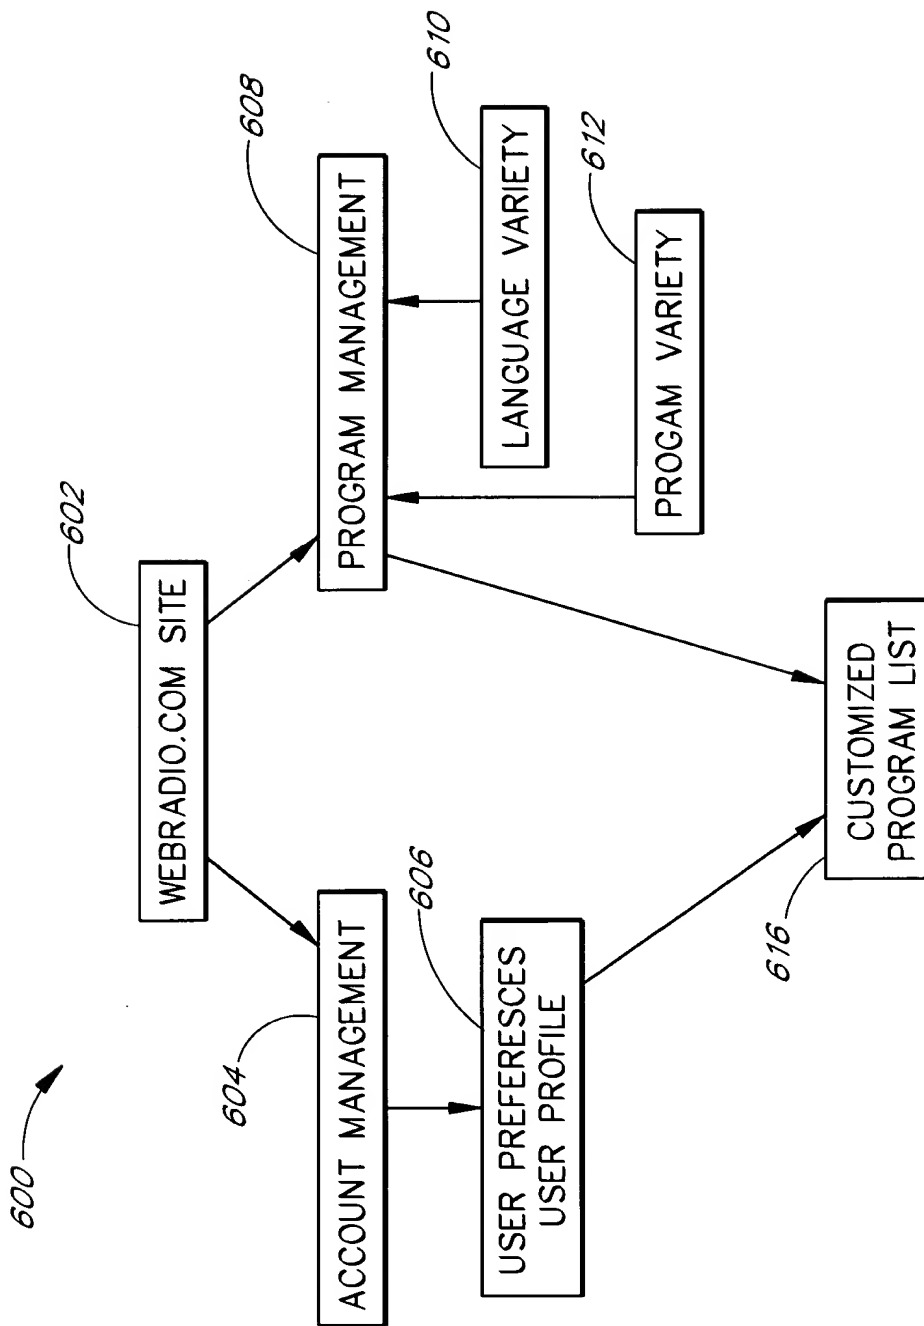 600
WEBRADIO.COM SITE
602
ACCOUNT MANAGEMENT
604
PROGRAM MANAGEMENT
608
USER PREFERESCES
USER PROFILE
606
LANGUAGE VARIETY
610
PROGAM VARIETY
612
CUSTOMIZED
PROGRAM LIST
616